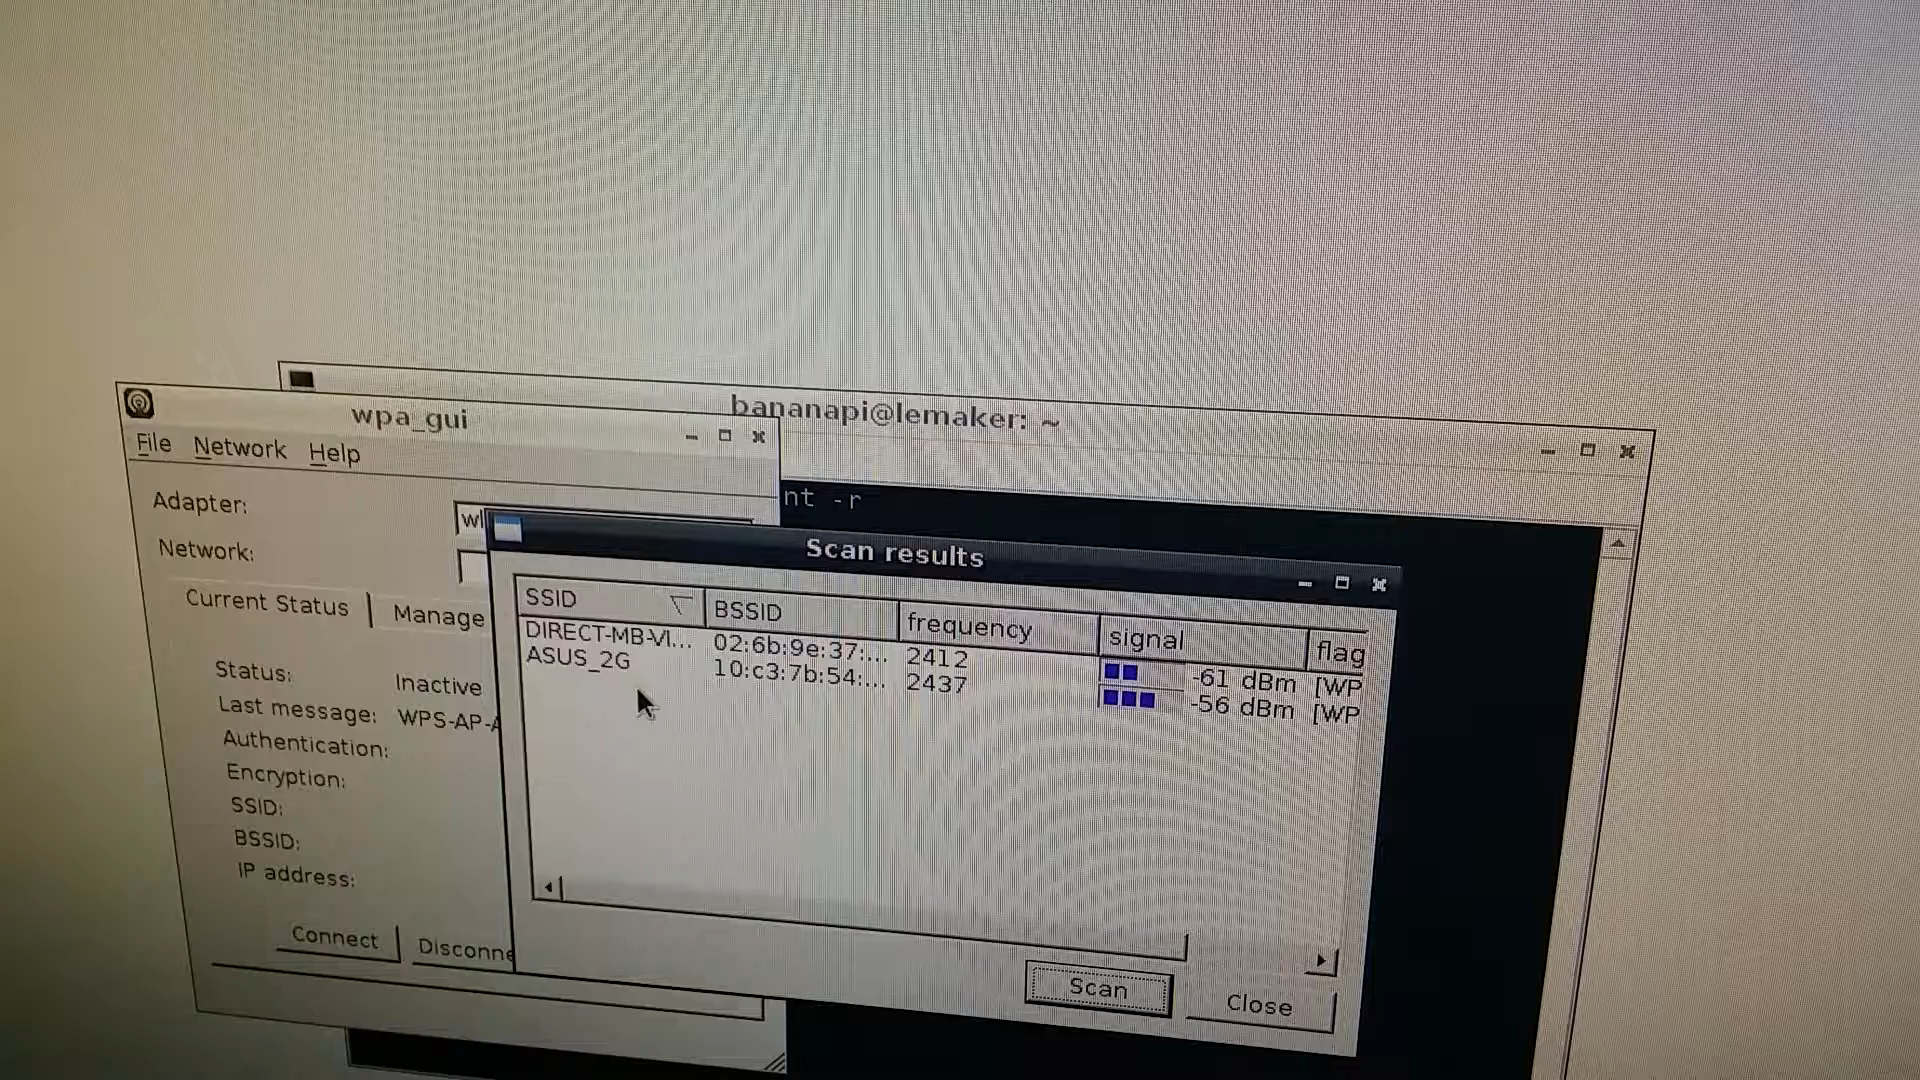 bananapi@lemaker: ~
wpa_gui
File Network Help
nt -r
Adapter: wl
Network:
Current Status Manage
Status: Inactive
Last message: WPS-AP-A
Authentication:
Encryption:
SSID:
BSSID:
IP address:
Connect Disconne
Scan results
SSID BSSID frequency signal flag
DIRECT-MB-VI... 02:6b:9e:37:... 2412 -61 dBm [WP
ASUS_2G 10:c3:7b:54:... 2437 -56 dBm [WP
Scan Close